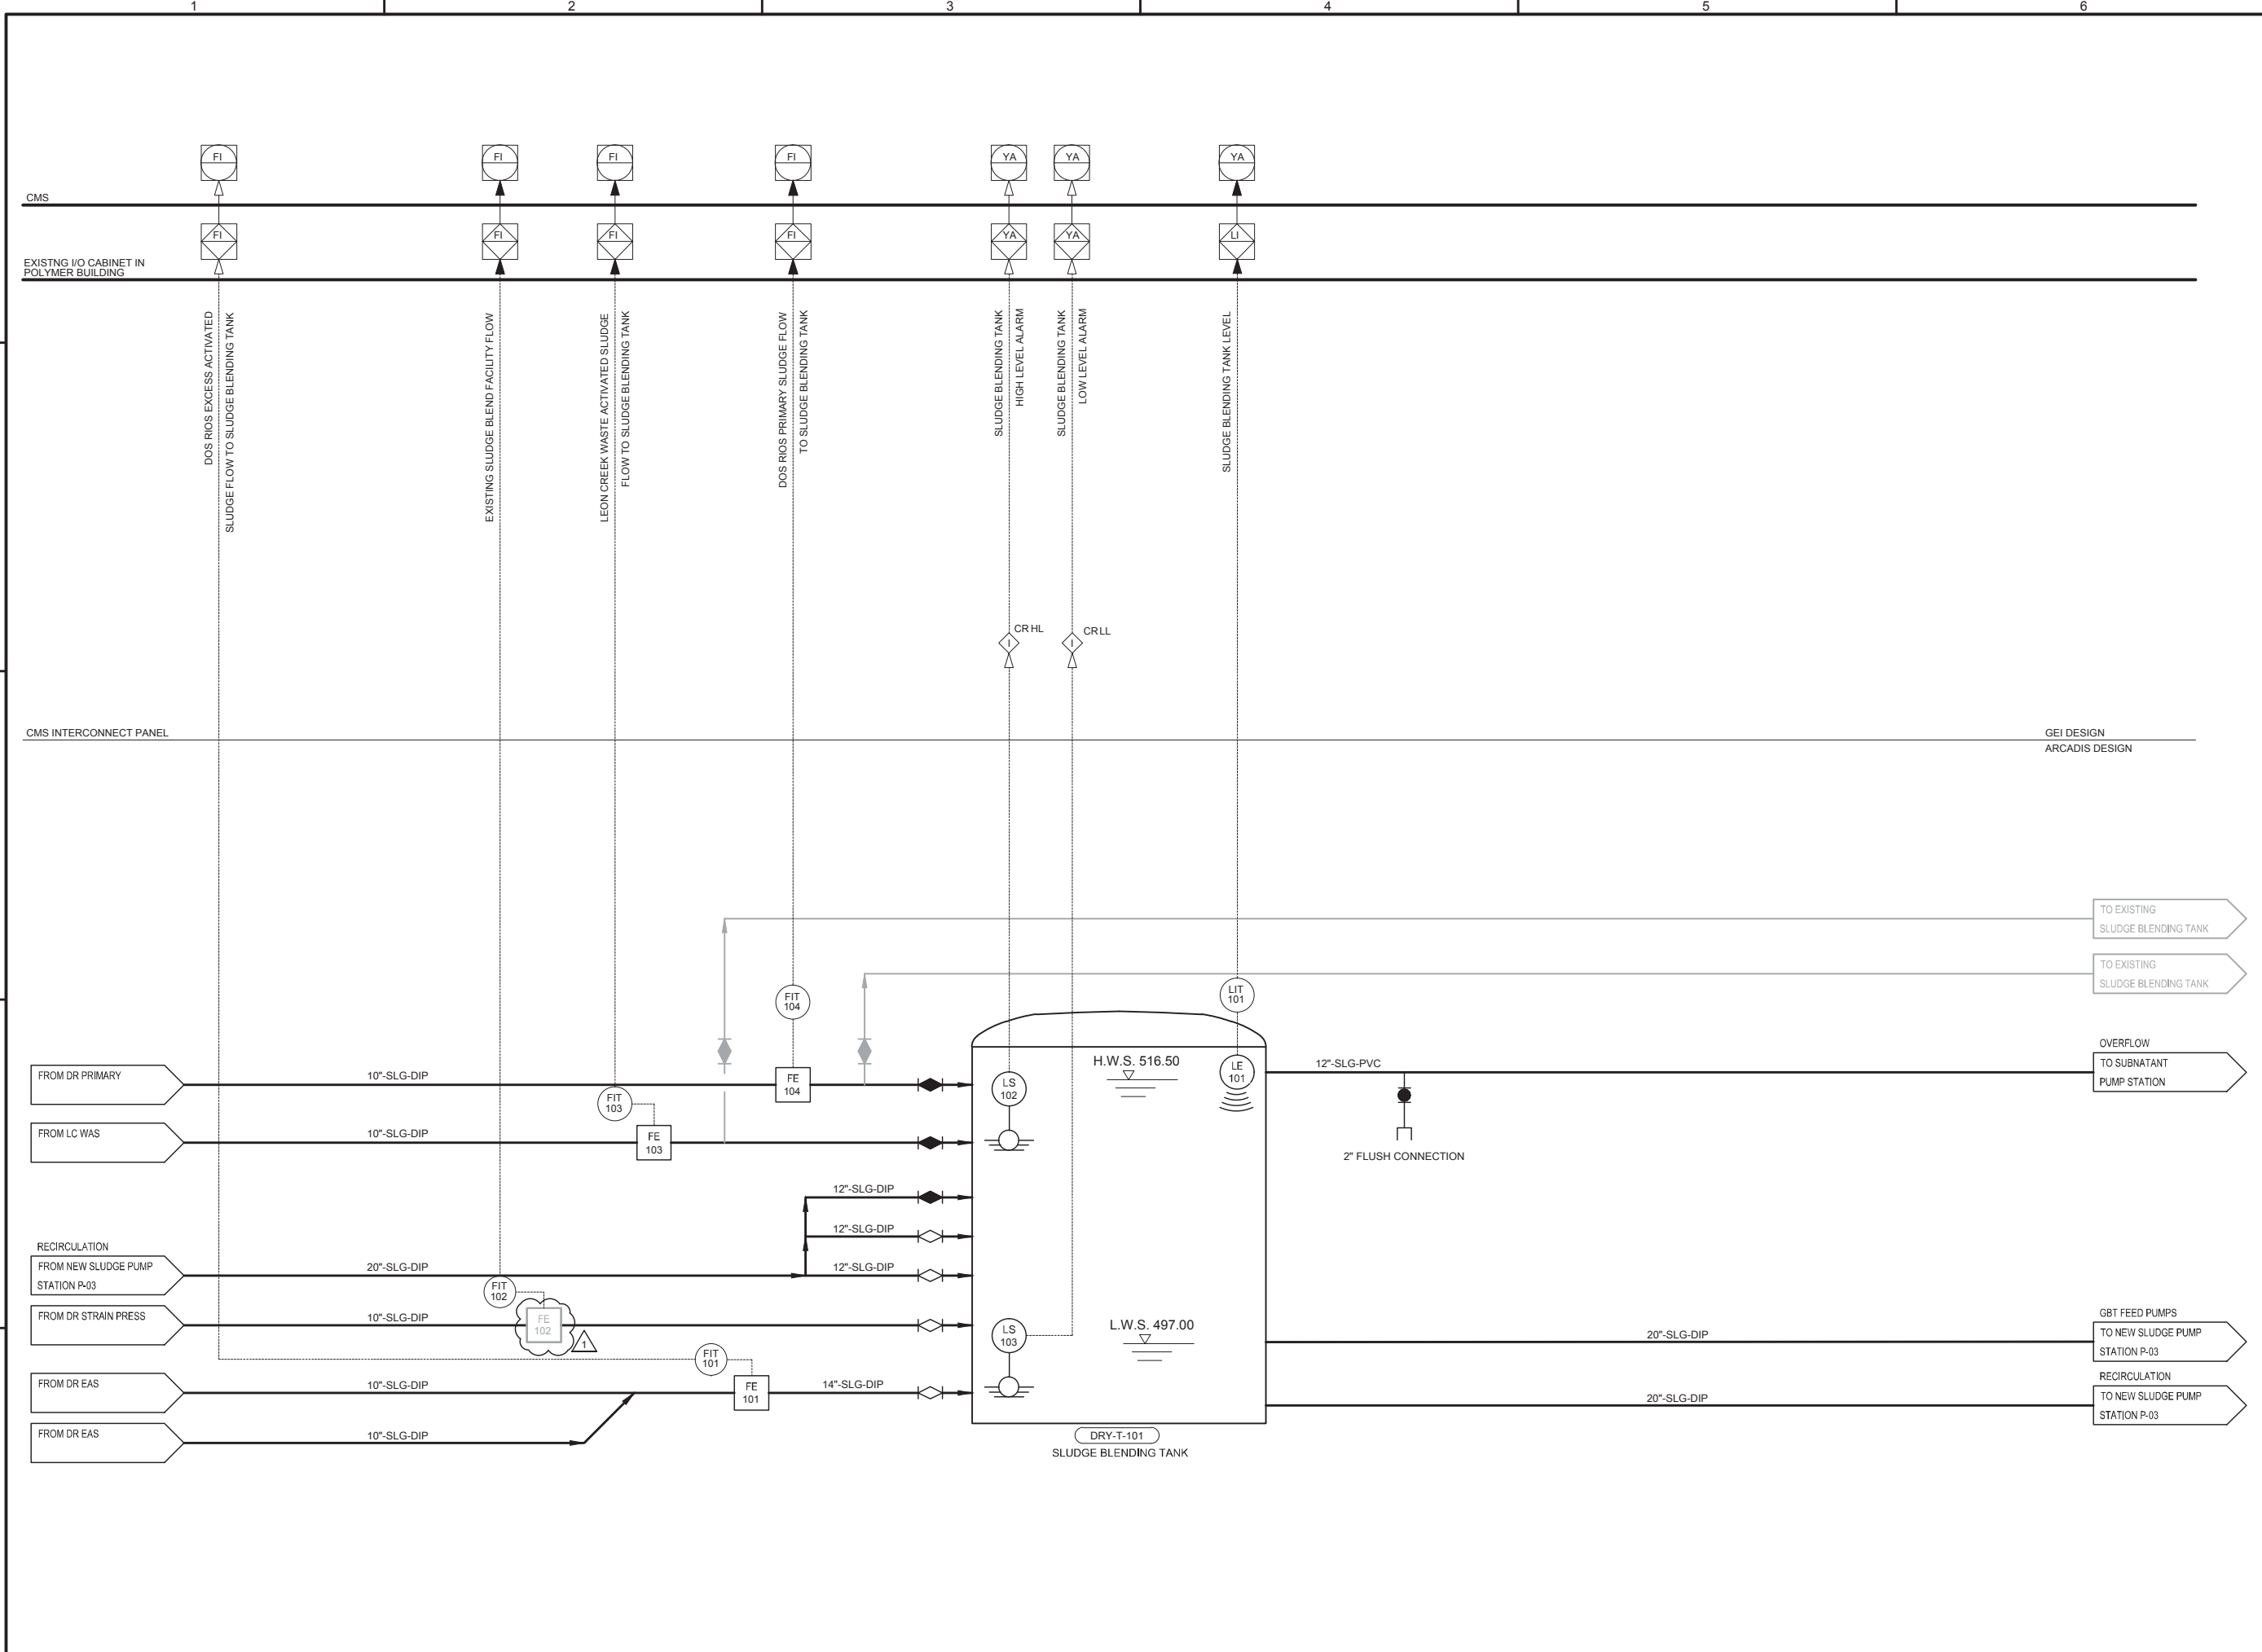 1
2
3
4
5
6
FI
FI
FI
FI
YA
YA
YA
CMS
FI
FI
FI
FI
YA
YA
LI
EXISTNG I/O CABINET IN
POLYMER BUILDING
DOS RIOS EXCESS ACTIVATED
SLUDGE FLOW TO SLUDGE BLENDING TANK
EXISTING SLUDGE BLEND FACILITY FLOW
LEON CREEK WASTE ACTIVATED SLUDGE
FLOW TO SLUDGE BLENDING TANK
DOS RIOS PRIMARY SLUDGE FLOW
TO SLUDGE BLENDING TANK
SLUDGE BLENDING TANK
HIGH LEVEL ALARM
SLUDGE BLENDING TANK
LOW LEVEL ALARM
SLUDGE BLENDING TANK LEVEL
I
CR HL
I
CR LL
CMS INTERCONNECT PANEL
GEI DESIGN
ARCADIS DESIGN
TO EXISTING
SLUDGE BLENDING TANK
TO EXISTING
SLUDGE BLENDING TANK
FIT
104
LIT
101
FROM DR PRIMARY
10"-SLG-DIP
FE
104
FIT
103
FROM LC WAS
10"-SLG-DIP
FE
103
LS
102
H.W.S. 516.50
LE
101
12"-SLG-PVC
OVERFLOW
TO SUBNATANT
PUMP STATION
2" FLUSH CONNECTION
12"-SLG-DIP
12"-SLG-DIP
12"-SLG-DIP
RECIRCULATION
FROM NEW SLUDGE PUMP
STATION P-03
20"-SLG-DIP
FIT
102
FROM DR STRAIN PRESS
10"-SLG-DIP
FE
102
1
FIT
101
FROM DR EAS
10"-SLG-DIP
FE
101
14"-SLG-DIP
FROM DR EAS
10"-SLG-DIP
LS
103
L.W.S. 497.00
20"-SLG-DIP
GBT FEED PUMPS
TO NEW SLUDGE PUMP
STATION P-03
20"-SLG-DIP
RECIRCULATION
TO NEW SLUDGE PUMP
STATION P-03
DRY-T-101
SLUDGE BLENDING TANK